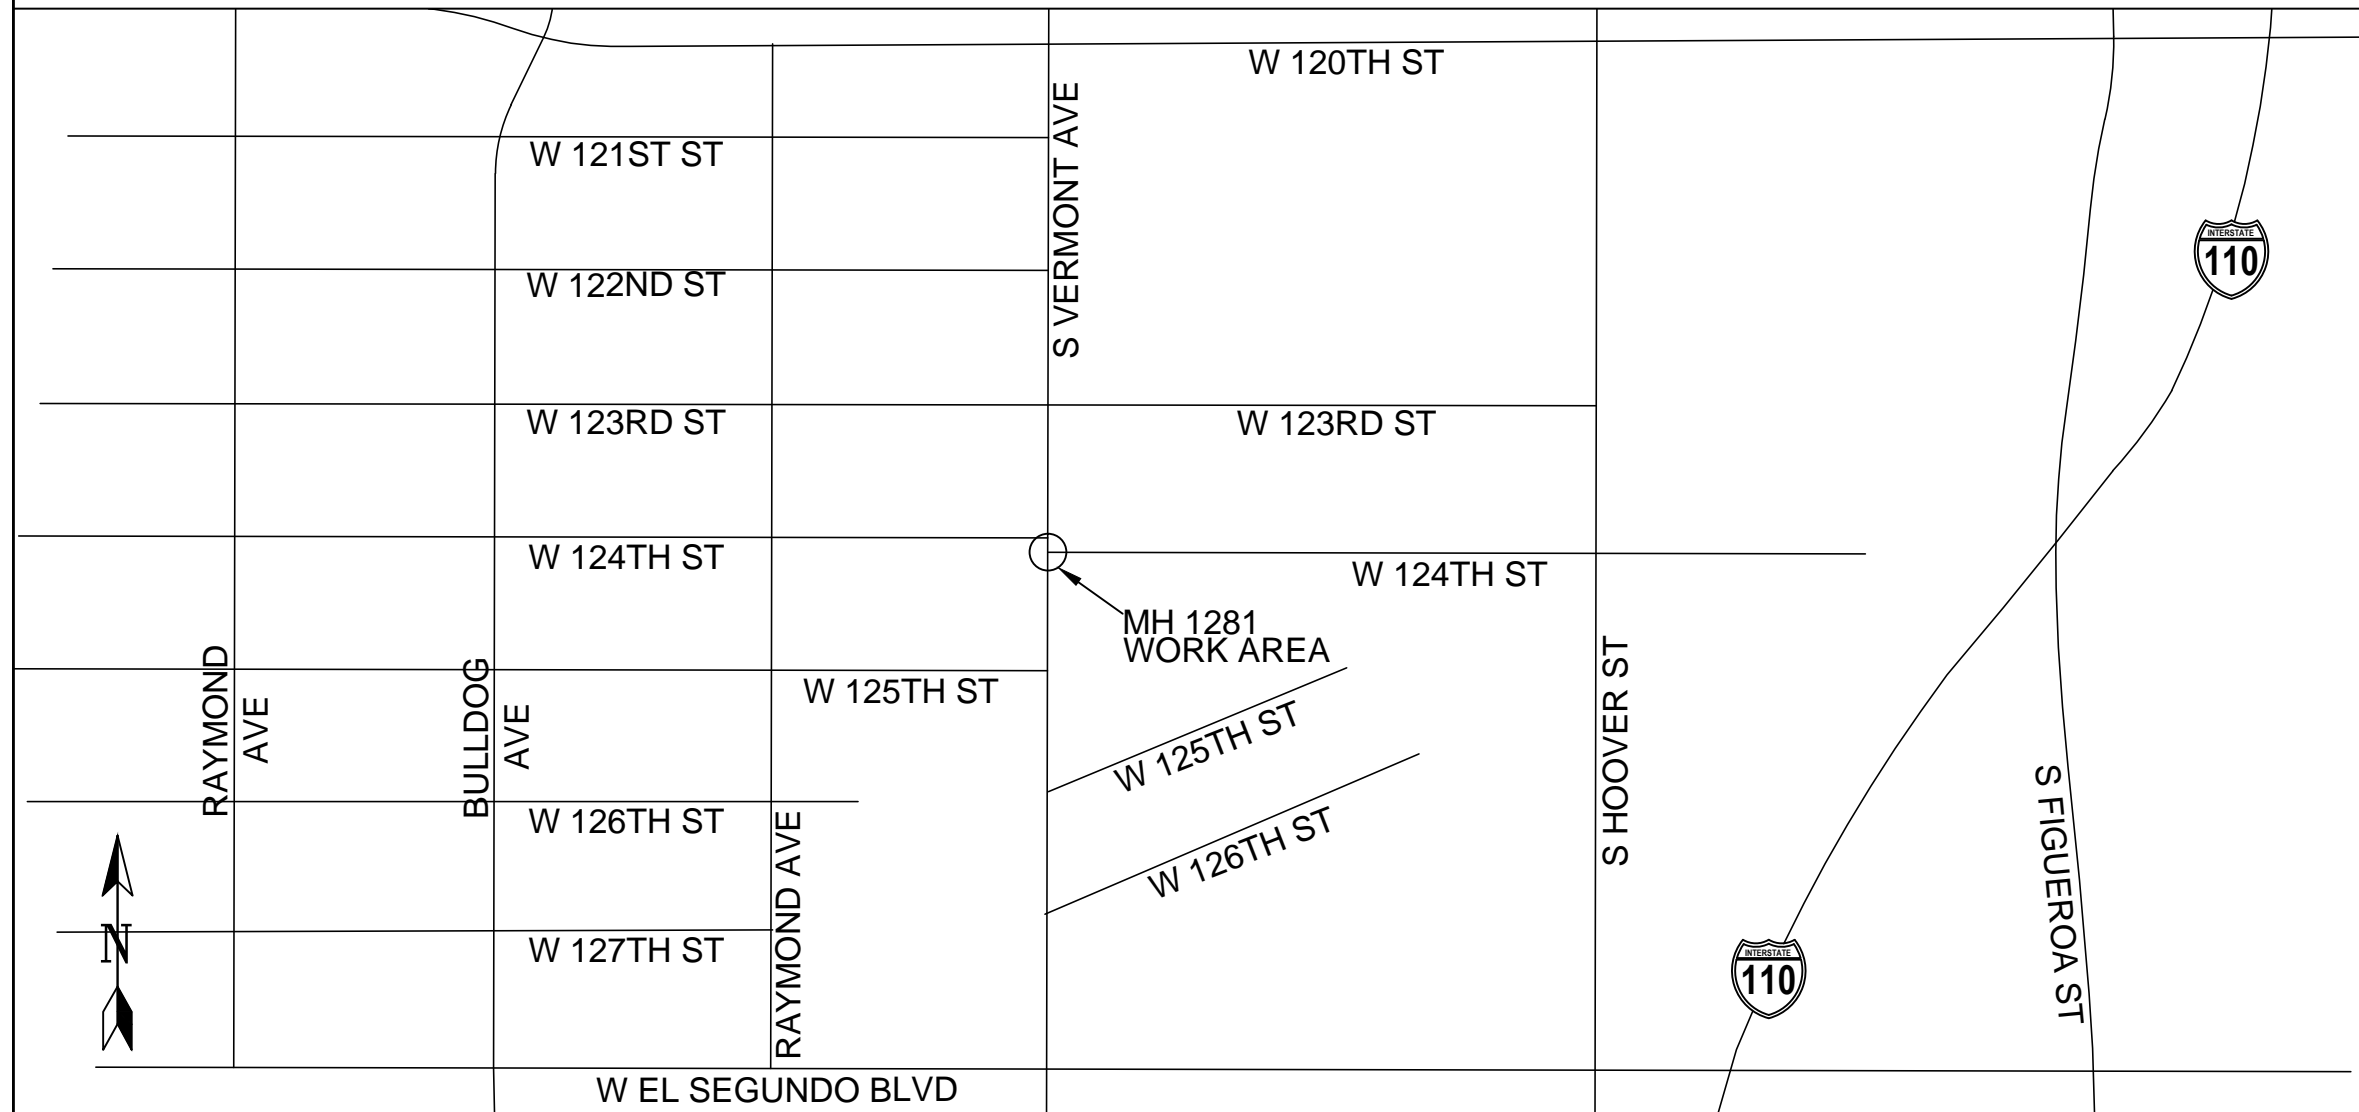 W 120TH ST
S VERMONT AVE
W 121ST ST
INTERSTATE
110
W 122ND ST
W 123RD ST
W 123RD ST
W 124TH ST
W 124TH ST
MH 1281
WORK AREA
RAYMOND
AVE
BULLDOG
AVE
W 125TH ST
W 125TH ST
S HOOVER ST
S FIGUEROA ST
W 126TH ST
RAYMOND AVE
W 126TH ST
N
W 127TH ST
INTERSTATE
110
W EL SEGUNDO BLVD